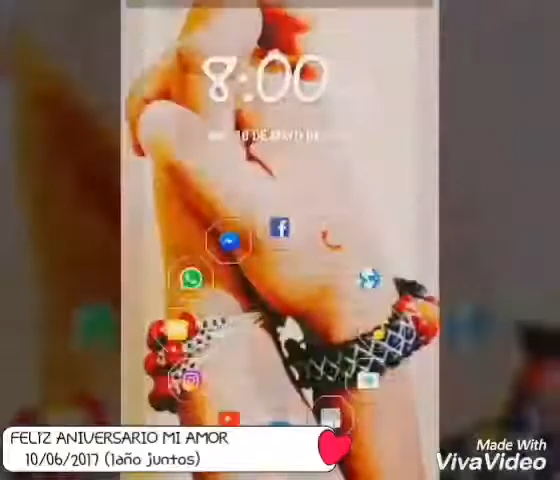 8:00
FELIZ ANIVERSARIO MI AMOR
10/06/2017 (1año juntos)
Made With
VivaVideo